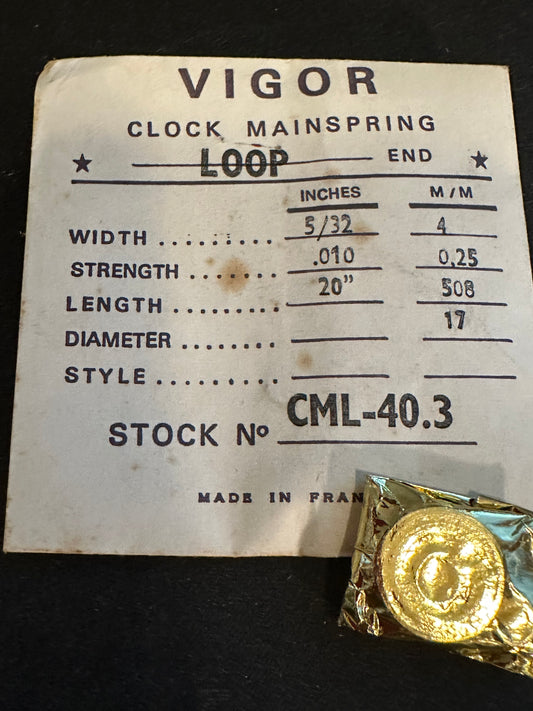 VIGOR
CLOCK MAINSPRING
★ LOOP END ★
INCHES M/M
WIDTH .......... 5/32 4
STRENGTH ....... .010 0,25
LENGTH ......... 20" 508
DIAMETER ........ 17
STYLE ..........
STOCK Nº CML-40.3
MADE IN FRAN